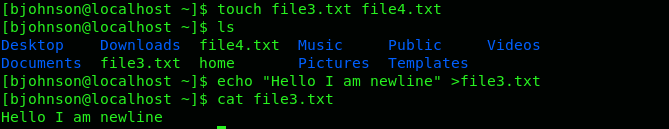 [bjohnson@localhost ~]$ touch file3.txt file4.txt
[bjohnson@localhost ~]$ ls
Desktop    Downloads  file4.txt  Music     Public     Videos
Documents  file3.txt  home       Pictures  Templates
[bjohnson@localhost ~]$ echo "Hello I am newline" >file3.txt
[bjohnson@localhost ~]$ cat file3.txt
Hello I am newline